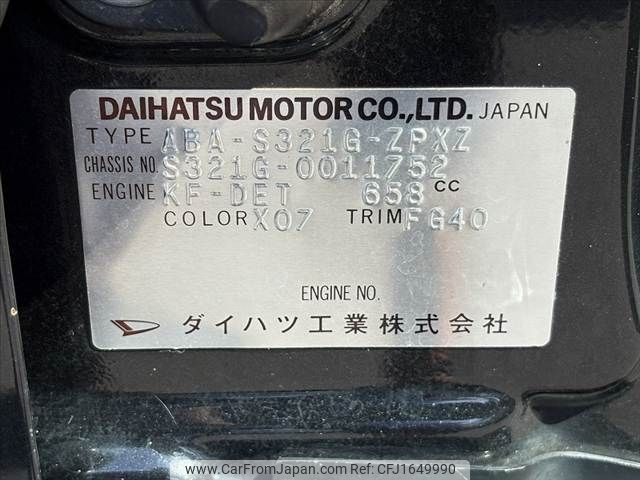 DAIHATSU MOTOR CO.,LTD. JAPAN
TYPE ABA-S321G-ZPXZ
CHASSIS NO. S321G-0011752
ENGINE KF-DET 658 CC
COLOR X07 TRIM FG40
ENGINE NO.
ダイハツ工業株式会社
www.CarFromJapan.com CFJ1649990